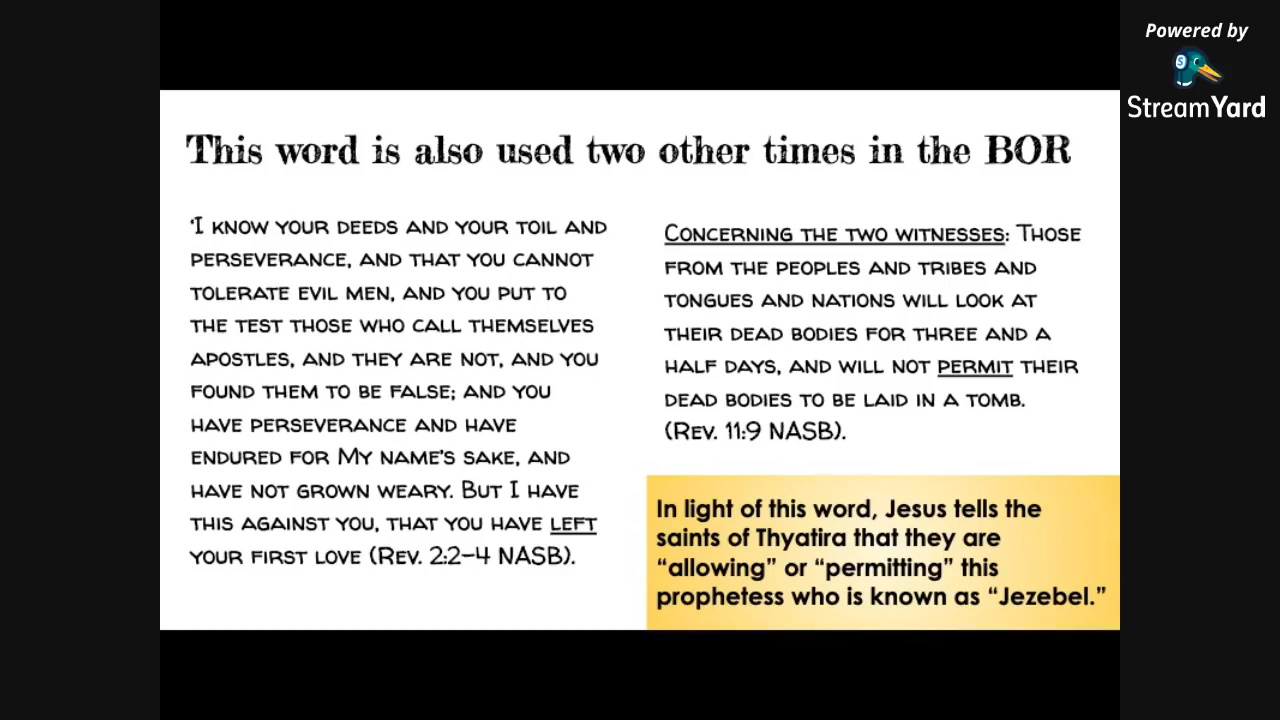 Powered by
StreamYard
This word is also used two other times in the BOR
'I know your deeds and your toil and
perseverance, and that you cannot
tolerate evil men, and you put to
the test those who call themselves
apostles, and they are not, and you
found them to be false; and you
have perseverance and have
endured for My name's sake, and
have not grown weary. But I have
this against you, that you have left
your first love (Rev. 2:2–4 NASB).
Concerning the two witnesses: Those
from the peoples and tribes and
tongues and nations will look at
their dead bodies for three and a
half days, and will not permit their
dead bodies to be laid in a tomb.
(Rev. 11:9 NASB).
In light of this word, Jesus tells the
saints of Thyatira that they are
“allowing” or “permitting” this
prophetess who is known as “Jezebel.”